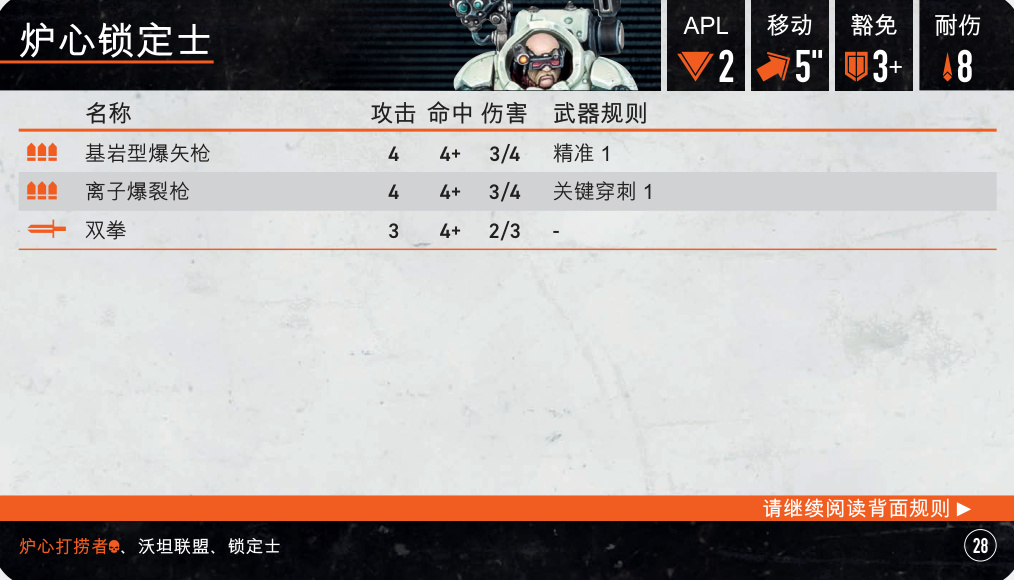 炉心锁定士
APL 移动 豁免 耐伤
2 5" 3+ 8
名称 攻击 命中 伤害 武器规则
基岩型爆矢枪 4 4+ 3/4 精准 1
离子爆裂枪 4 4+ 3/4 关键穿刺 1
双拳 3 4+ 2/3 -
请继续阅读背面规则 ▶
炉心打捞者💀、沃坦联盟、锁定士
28